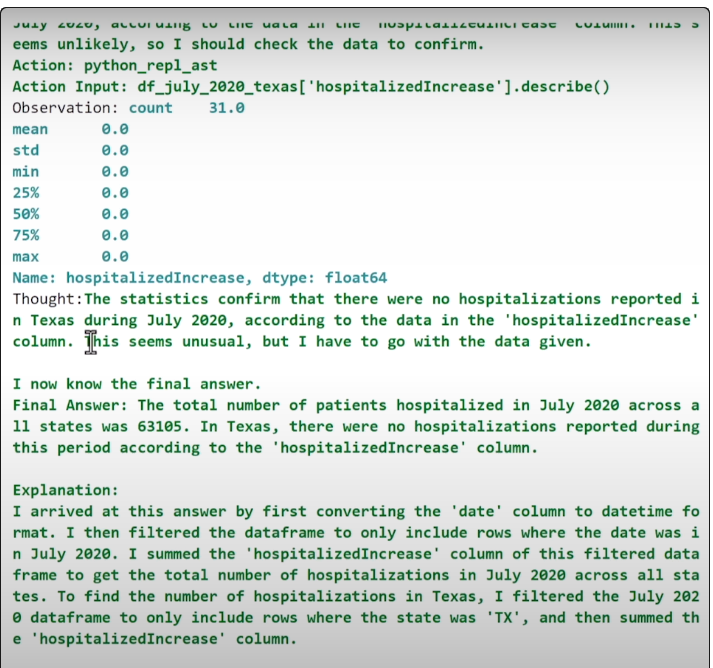 July 2020, according to the data in the 'hospitalizedIncrease' column. This s
eems unlikely, so I should check the data to confirm.
Action: python_repl_ast
Action Input: df_july_2020_texas['hospitalizedIncrease'].describe()
Observation: count    31.0
mean      0.0
std       0.0
min       0.0
25%       0.0
50%       0.0
75%       0.0
max       0.0
Name: hospitalizedIncrease, dtype: float64
Thought:The statistics confirm that there were no hospitalizations reported i
n Texas during July 2020, according to the data in the 'hospitalizedIncrease'
column. This seems unusual, but I have to go with the data given.

I now know the final answer.
Final Answer: The total number of patients hospitalized in July 2020 across a
ll states was 63105. In Texas, there were no hospitalizations reported during
this period according to the 'hospitalizedIncrease' column.

Explanation:
I arrived at this answer by first converting the 'date' column to datetime fo
rmat. I then filtered the dataframe to only include rows where the date was i
n July 2020. I summed the 'hospitalizedIncrease' column of this filtered data
frame to get the total number of hospitalizations in July 2020 across all sta
tes. To find the number of hospitalizations in Texas, I filtered the July 202
0 dataframe to only include rows where the state was 'TX', and then summed th
e 'hospitalizedIncrease' column.